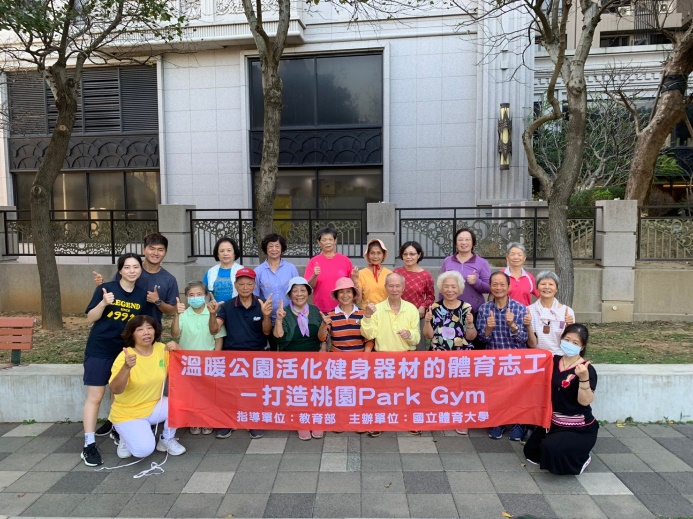 溫暖公園活化健身器材的體育志工
－打造桃園Park Gym
指導單位：教育部　主辦單位：國立體育大學
LEGEND
1992